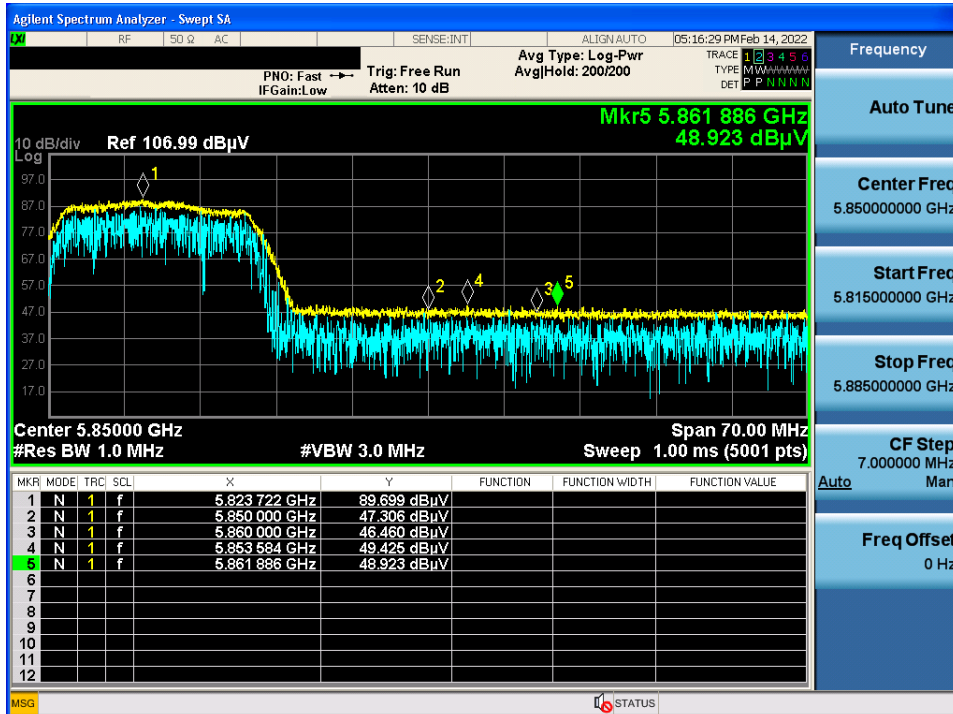 Agilent Spectrum Analyzer - Swept SA
LXI RF 50 Ω AC SENSE:INT ALIGN AUTO 05:16:29 PM Feb 14, 2022
PNO: Fast Trig: Free Run Avg Type: Log-Pwr TRACE 1 2 3 4 5 6
IFGain:Low Atten: 10 dB Avg|Hold: 200/200 TYPE M W W W W W
DET P P N N N N
Mkr5 5.861 886 GHz
48.923 dBµV
10 dB/div Ref 106.99 dBµV
Log
97.0
87.0
77.0
67.0
57.0
47.0
37.0
27.0
17.0
1
2
4
3
5
Center 5.85000 GHz Span 70.00 MHz
#Res BW 1.0 MHz #VBW 3.0 MHz Sweep 1.00 ms (5001 pts)
MKR MODE TRC SCL X Y FUNCTION FUNCTION WIDTH FUNCTION VALUE
1 N 1 f 5.823 722 GHz 89.699 dBµV
2 N 1 f 5.850 000 GHz 47.306 dBµV
3 N 1 f 5.860 000 GHz 46.460 dBµV
4 N 1 f 5.853 584 GHz 49.425 dBµV
5 N 1 f 5.861 886 GHz 48.923 dBµV
6
7
8
9
10
11
12
MSG STATUS
Frequency
Auto Tune
Center Freq
5.850000000 GHz
Start Freq
5.815000000 GHz
Stop Freq
5.885000000 GHz
CF Step
7.000000 MHz
Auto Man
Freq Offset
0 Hz